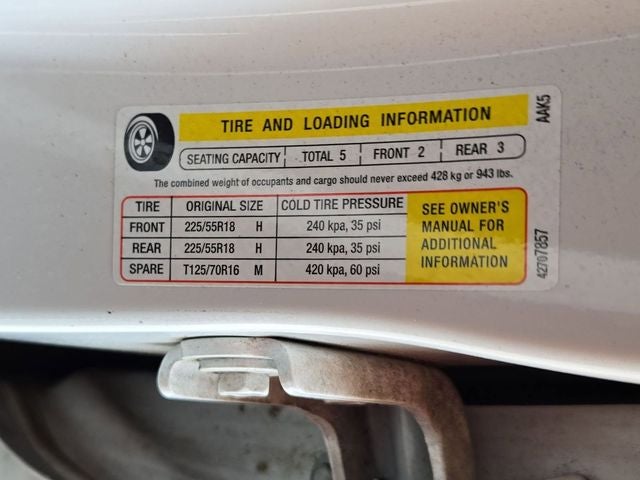 TIRE AND LOADING INFORMATION
SEATING CAPACITY TOTAL 5 FRONT 2 REAR 3
The combined weight of occupants and cargo should never exceed 428 kg or 943 lbs.
TIRE ORIGINAL SIZE COLD TIRE PRESSURE
FRONT 225/55R18 H 240 kpa, 35 psi
REAR 225/55R18 H 240 kpa, 35 psi
SPARE T125/70R16 M 420 kpa, 60 psi
SEE OWNER'S
MANUAL FOR
ADDITIONAL
INFORMATION
AAK5
42707857